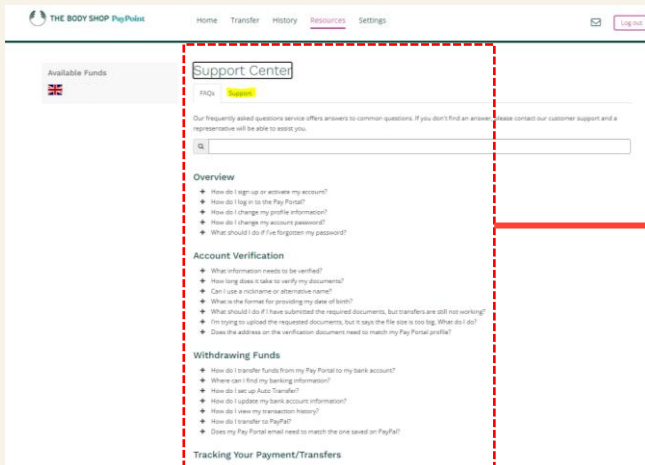 THE BODY SHOP PayPoint
Home Transfer History Resources Settings
Log out
Available Funds
Support Center
FAQs Support
Our frequently asked questions service offers answers to common questions. If you don't find an answer, please contact our customer support and a
representative will be able to assist you.
Overview
+ How do I sign up or activate my account?
+ How do I log in to the Pay Portal?
+ How do I change my profile information?
+ How do I change my account password?
+ What should I do if I've forgotten my password?
Account Verification
+ What information needs to be verified?
+ How long does it take to verify my documents?
+ Can I use a nickname or alternative name?
+ What is the format for providing my date of birth?
+ What should I do if I have submitted the required documents, but transfers are still not working?
+ I'm trying to upload the requested documents, but it says the file size is too big, What do I do?
+ Does the address on the verification document need to match my Pay Portal profile?
Withdrawing Funds
+ How do I transfer funds from my Pay Portal to my bank account?
+ Where can I find my banking information?
+ How do I set up Auto Transfer?
+ How do I update my bank account information?
+ How do I view my transaction history?
+ How do I transfer to PayPal?
+ Does my Pay Portal email need to match the one saved on PayPal?
Tracking Your Payment/Transfers